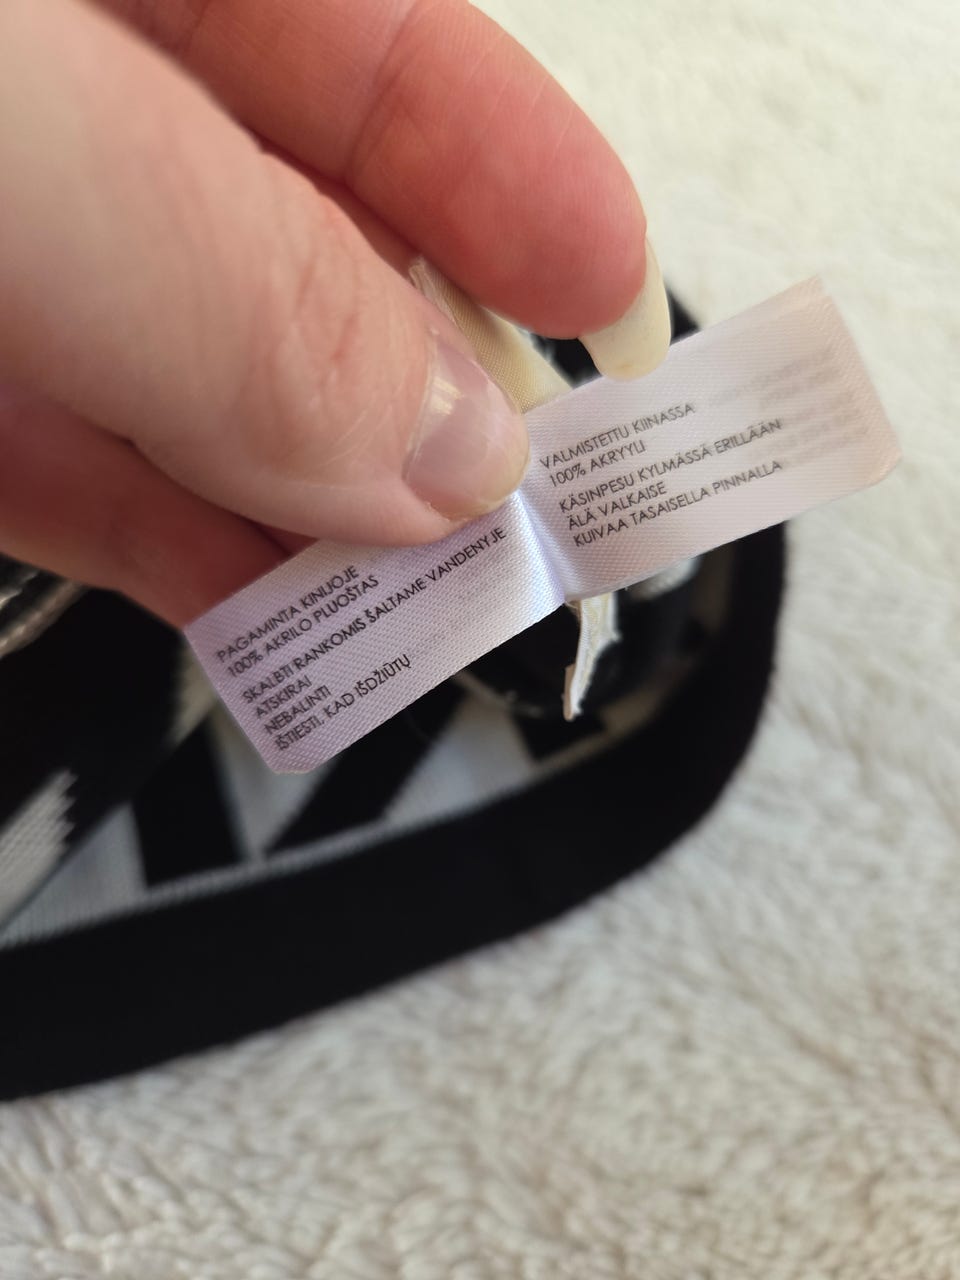 PAGAMINTA KINIJOJE
100% AKRILO PLUOŠTAS
SKALBTI RANKOMIS ŠALTAME VANDENYJE
ATSKIRAI
NEBALINTI
IŠTIESTI, KAD IŠDŽIŪTŲ
VALMISTETTU KIINASSA
100% AKRYYLI
KÄSINPESU KYLMÄSSÄ ERILLÄÄN
ÄLÄ VALKAISE
KUIVAA TASAISELLA PINNALLA